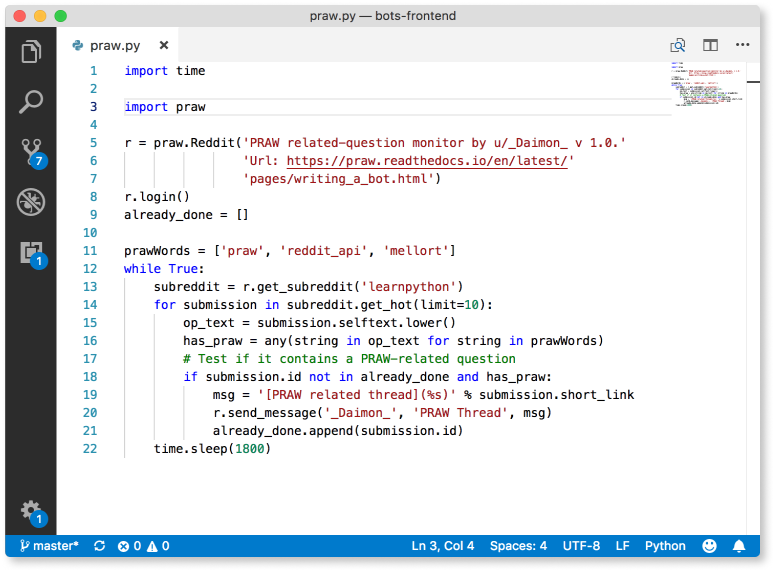 praw.py — bots-frontend
praw.py ×
1 import time
2
3 import praw
4
5 r = praw.Reddit('PRAW related-question monitor by u/_Daimon_ v 1.0.'
6                 'Url: https://praw.readthedocs.io/en/latest/'
7                 'pages/writing_a_bot.html')
8 r.login()
9 already_done = []
10
11 prawWords = ['praw', 'reddit_api', 'mellort']
12 while True:
13     subreddit = r.get_subreddit('learnpython')
14     for submission in subreddit.get_hot(limit=10):
15         op_text = submission.selftext.lower()
16         has_praw = any(string in op_text for string in prawWords)
17         # Test if it contains a PRAW-related question
18         if submission.id not in already_done and has_praw:
19             msg = '[PRAW related thread](%s)' % submission.short_link
20             r.send_message('_Daimon_', 'PRAW Thread', msg)
21             already_done.append(submission.id)
22     time.sleep(1800)
7
1
1
master* 0 0 Ln 3, Col 4 Spaces: 4 UTF-8 LF Python